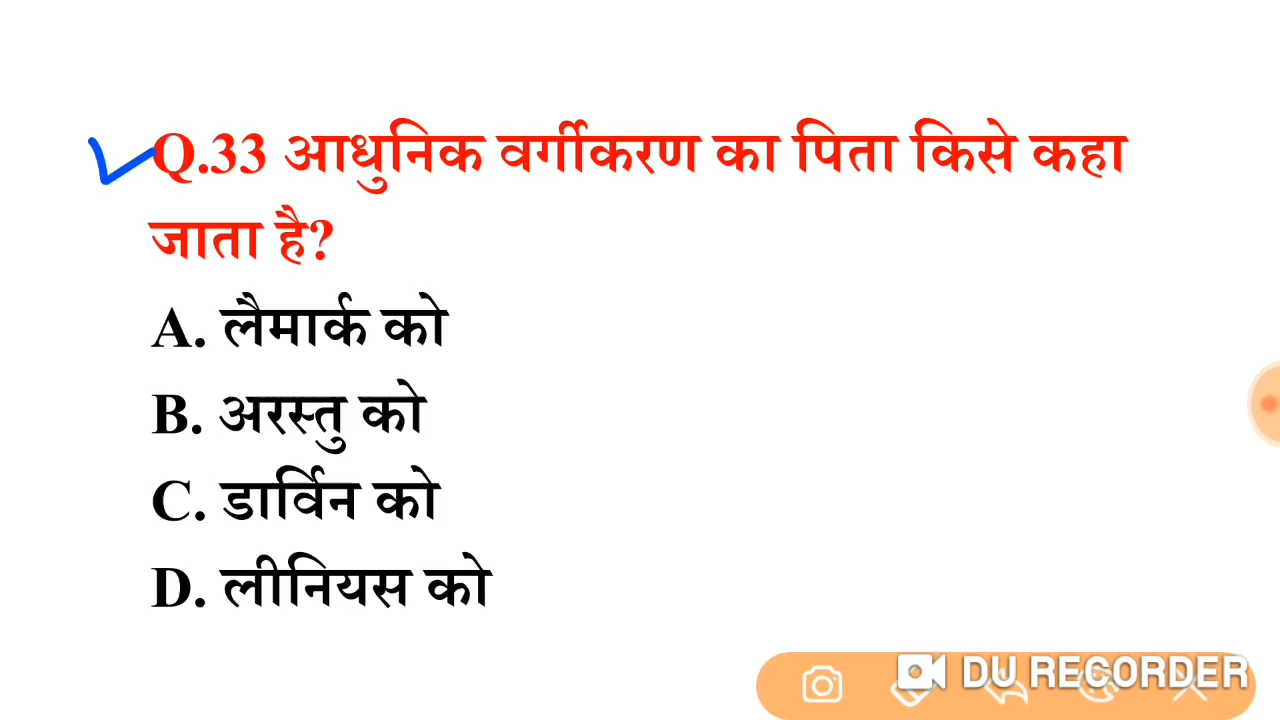 Q.33 आधुनिक वर्गीकरण का पिता किसे कहा
जाता है?
A. लैमार्क को
B. अरस्तु को
C. डार्विन को
D. लीनियस को
DU RECORDER